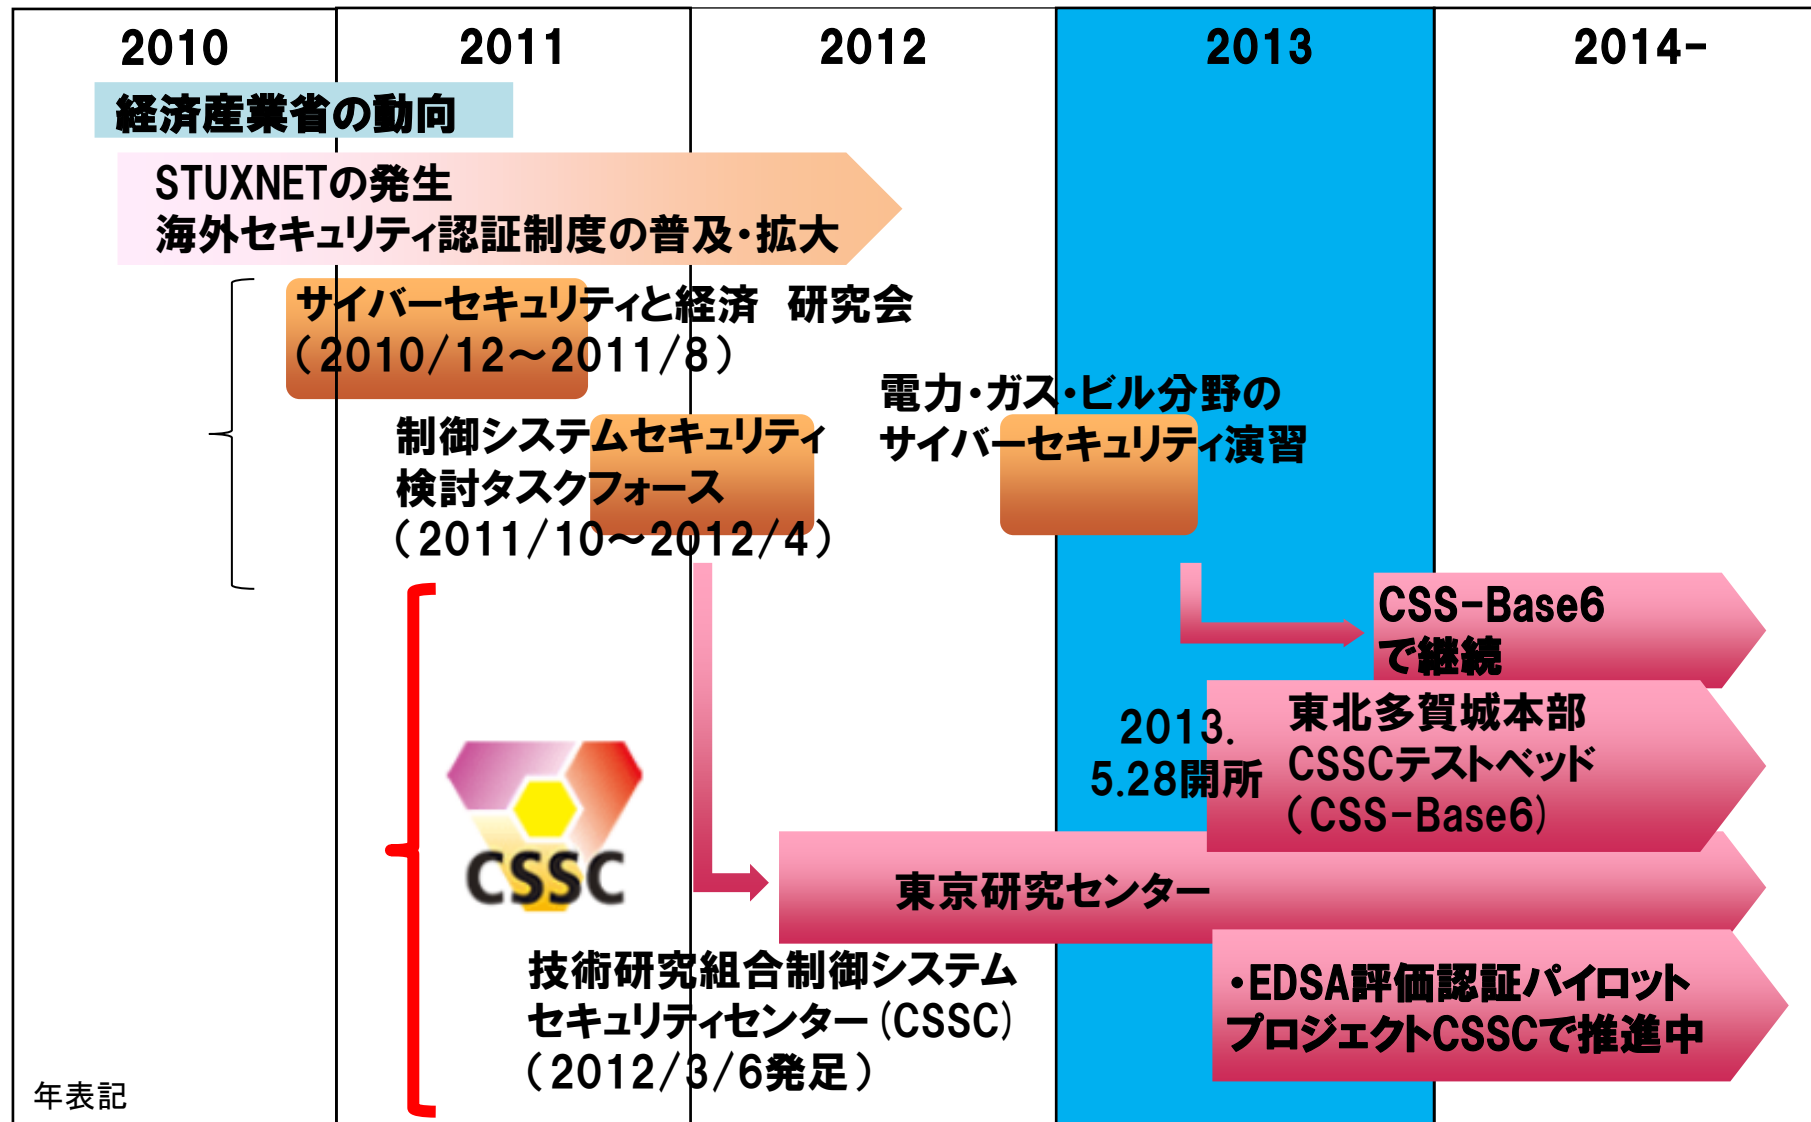 2010
2011
2012
2013
2014-
経済産業省の動向
STUXNETの発生
海外セキュリティ認証制度の普及・拡大
サイバーセキュリティと経済　研究会
（2010/12～2011/8）
電力・ガス・ビル分野の
サイバーセキュリティ演習
制御システムセキュリティ
検討タスクフォース
（2011/10～2012/4）
CSS-Base6
で継続
2013.
5.28開所
東北多賀城本部
CSSCテストベッド
（CSS-Base6）
CSSC
東京研究センター
技術研究組合制御システム
セキュリティセンター(CSSC)
（2012/3/6発足）
・EDSA評価認証パイロット
プロジェクトCSSCで推進中
年表記